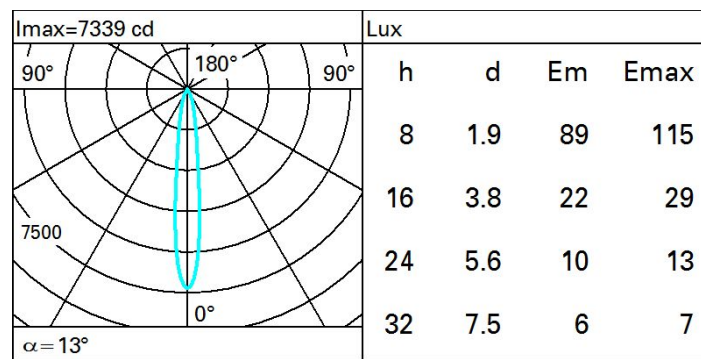 Imax=7339 cd
90° 180° 90°
7500
0°
α=13°
Lux
h d Em Emax
8 1.9 89 115
16 3.8 22 29
24 5.6 10 13
32 7.5 6 7